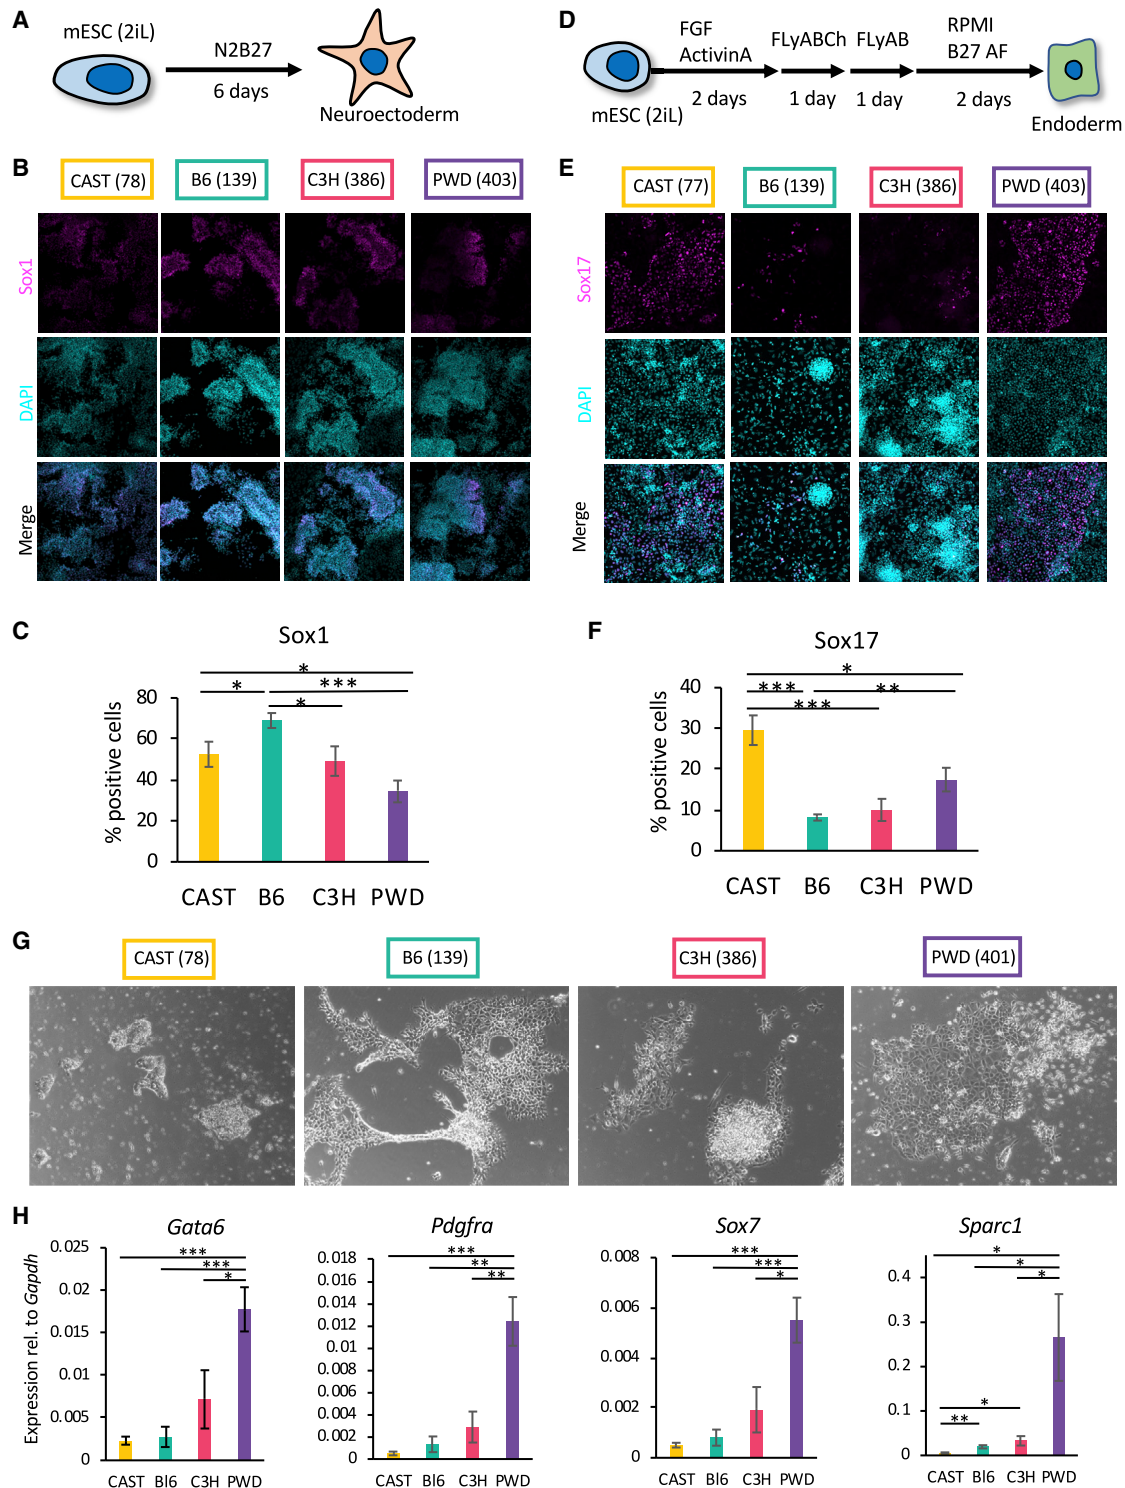 A
mESC (2iL)
N2B27
6 days
Neuroectoderm
D
mESC (2iL)
FGF
ActivinA
2 days
FLyABCh
1 day
FLyAB
1 day
RPMI
B27 AF
2 days
Endoderm
B
CAST (78)
B6 (139)
C3H (386)
PWD (403)
Sox1
DAPI
Merge
E
CAST (77)
B6 (139)
C3H (386)
PWD (403)
Sox17
DAPI
Merge
C
Sox1
*
* ***
*
% positive cells
80
60
40
20
0
CAST B6 C3H PWD
F
Sox17
*
*** **
***
% positive cells
40
30
20
10
0
CAST B6 C3H PWD
G
CAST (78)
B6 (139)
C3H (386)
PWD (401)
H
Gata6
***
***
*
Expression rel. to Gapdh
0.025
0.02
0.015
0.01
0.005
0
CAST Bl6 C3H PWD
Pdgfra
***
**
**
0.018
0.016
0.014
0.012
0.010
0.008
0.006
0.004
0.002
0
CAST Bl6 C3H PWD
Sox7
***
***
*
0.008
0.006
0.004
0.002
0
CAST Bl6 C3H PWD
Sparc1
*
*
*
*
**
0.4
0.3
0.2
0.1
0
CAST Bl6 C3H PWD